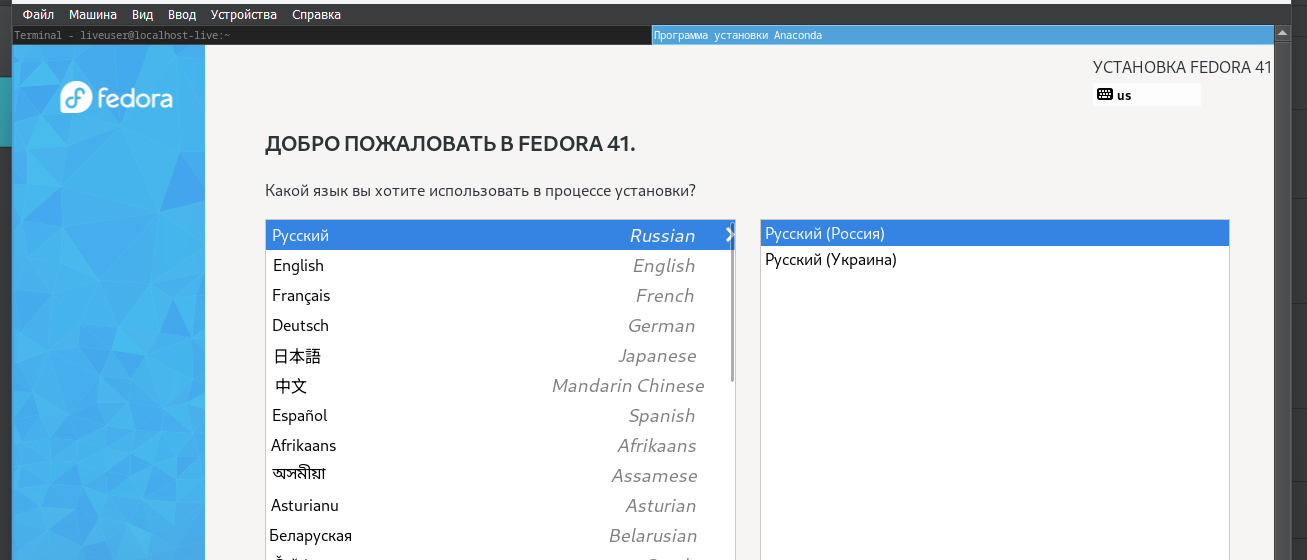 Файл Машина Вид Ввод Устройства Справка
Terminal - liveuser@localhost-live:~ Программа установки Anaconda
fedora
УСТАНОВКА FEDORA 41
us
ДОБРО ПОЖАЛОВАТЬ В FEDORA 41.
Какой язык вы хотите использовать в процессе установки?
Русский Russian
English English
Français French
Deutsch German
日本語 Japanese
中文 Mandarin Chinese
Español Spanish
Afrikaans Afrikaans
অসমীয়া Assamese
Asturianu Asturian
Беларуская Belarusian
Русский (Россия)
Русский (Украина)